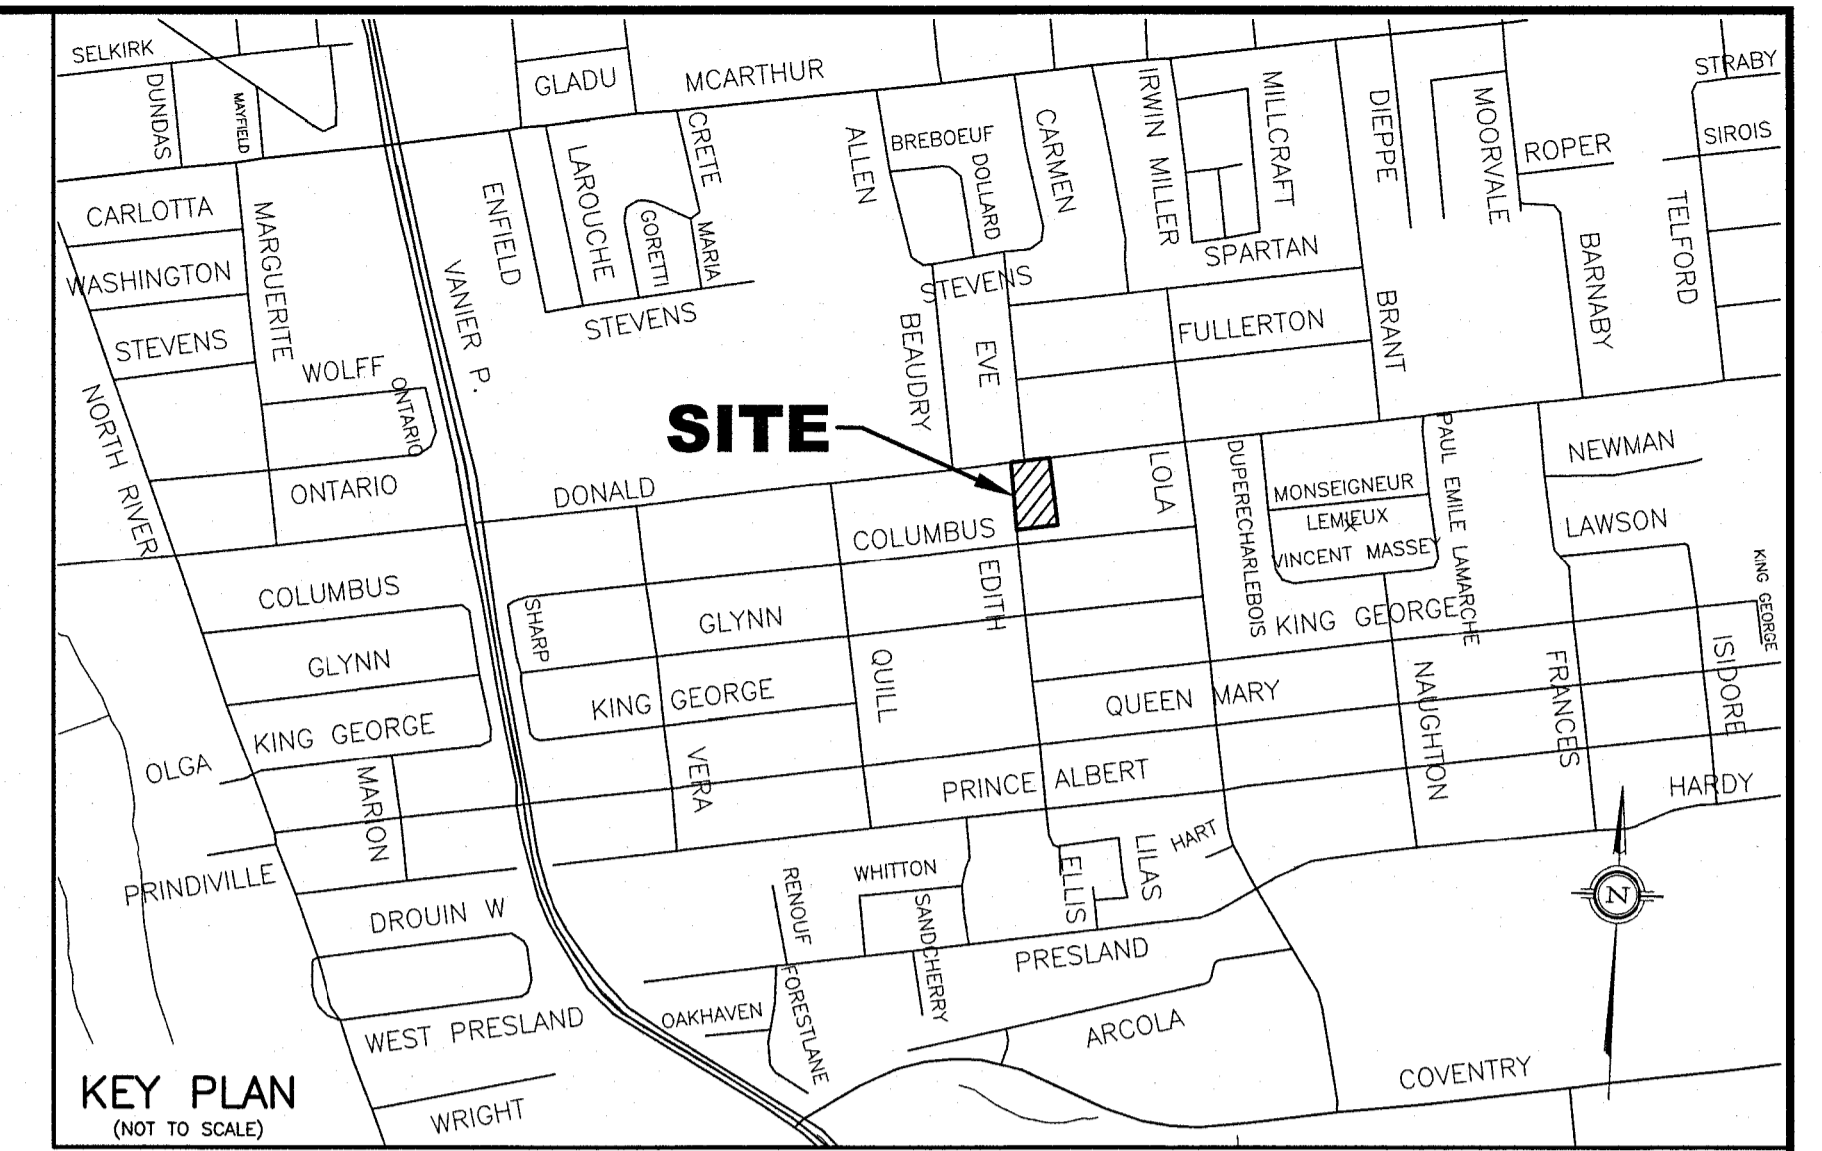 SELKIRK
DUNDAS
MAYFIELD
GLADU
MCARTHUR
CRETE
LAROUCHE
ENFIELD
GORETTI
MARIA
STEVENS
ALLEN
BREBOEUF
DOLLARD
CARMEN
IRWIN MILLER
MILLCRAFT
DIEPPE
MOORVALE
ROPER
STRABY
SIROIS
TELFORD
BARNABY
SPARTAN
STEVENS
FULLERTON
BRANT
BEAUDRY
EVE
CARLOTTA
WASHINGTON
STEVENS
MARGUERITE
WOLFF
ONTARIO
VANIER P.
NORTH RIVER
ONTARIO
SITE
DONALD
COLUMBUS
EDITH
LOLA
DUPERECHARLEBOIS
MONSEIGNEUR
LEMIEUX
X
VINCENT MASSEY
PAUL EMILE LAMARCHE
NEWMAN
LAWSON
KING GEORGE
KING GEORGE
COLUMBUS
GLYNN
KING GEORGE
SHARP
GLYNN
KING GEORGE
QUILL
QUEEN MARY
NAUGHTON
FRANCES
ISIDORE
OLGA
MARION
VERA
PRINCE ALBERT
HARDY
PRINDIVILLE
DROUIN W
RENOUF
WHITTON
SANDCHERRY
ELLIS
LILAS
HART
PRESLAND
N
WEST PRESLAND
OAKHAVEN
FORESTLANE
ARCOLA
COVENTRY
WRIGHT
KEY PLAN
(NOT TO SCALE)